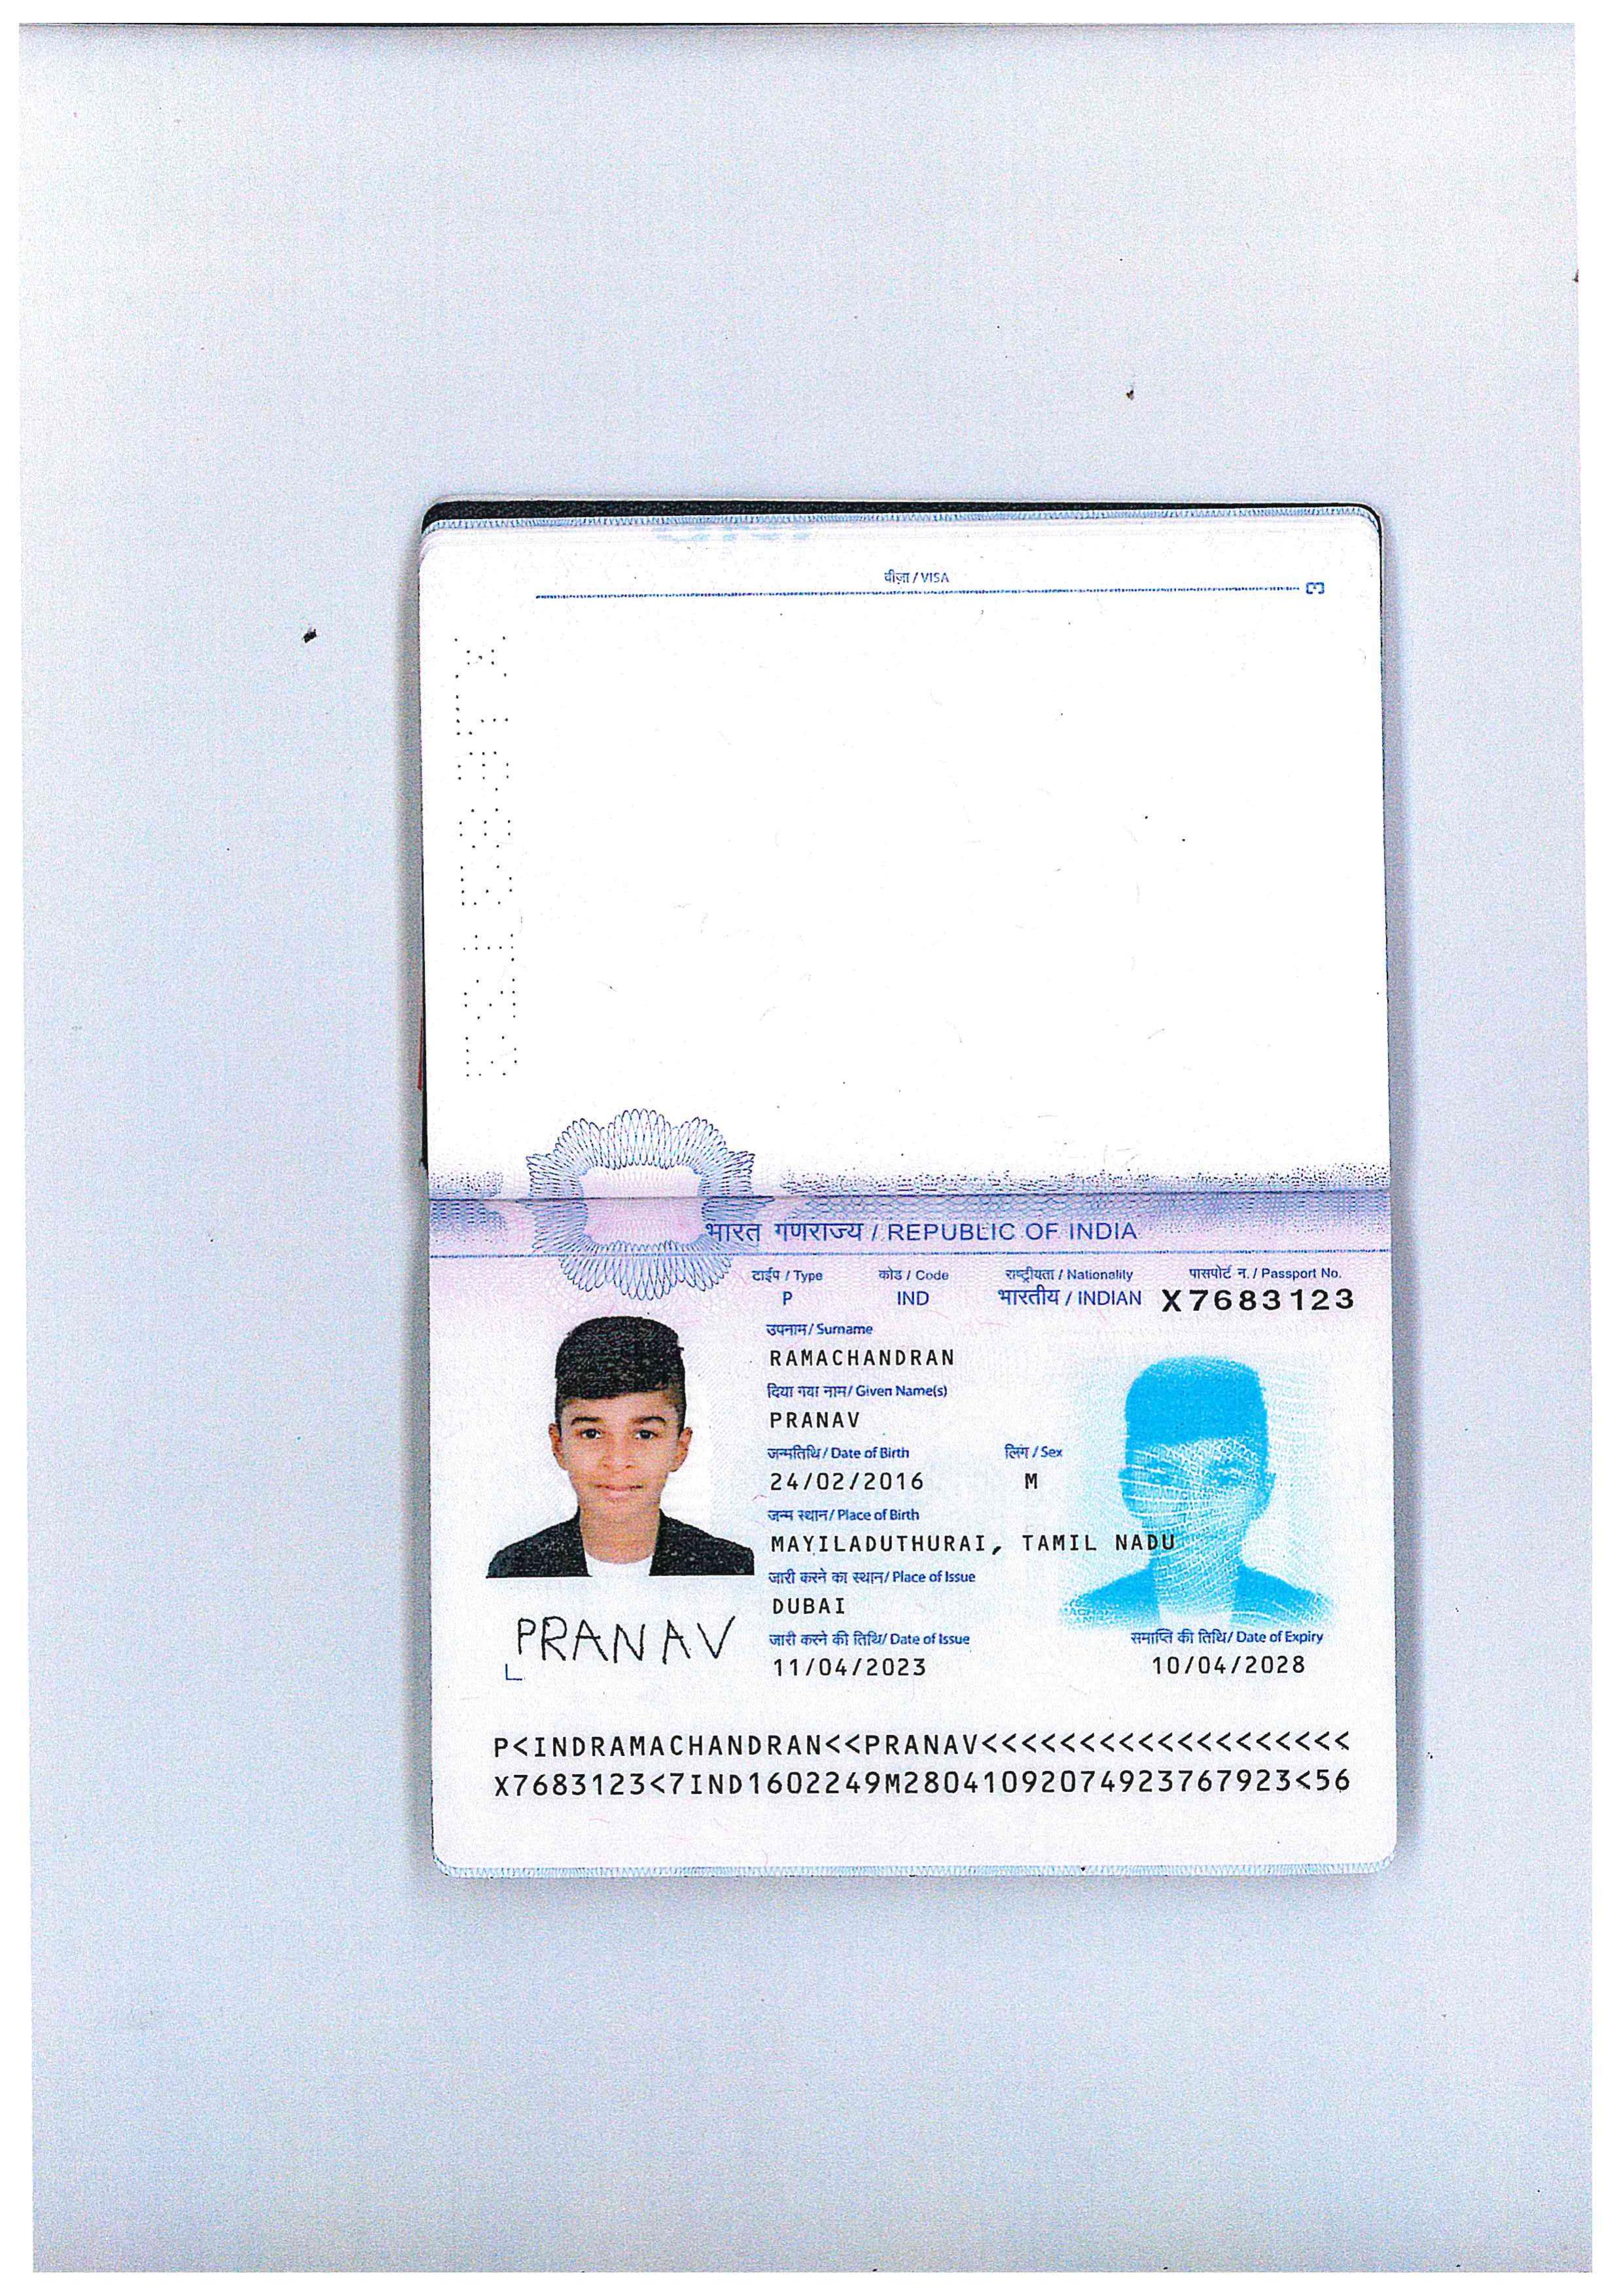 वीज़ा / VISA
3
भारत गणराज्य / REPUBLIC OF INDIA
टाईप / Type कोड / Code राष्ट्रीयता / Nationality पासपोर्ट न. / Passport No.
P IND भारतीय / INDIAN X7683123
उपनाम/ Surname
RAMACHANDRAN
दिया गया नाम/ Given Name(s)
PRANAV
जन्मतिथि/ Date of Birth लिंग / Sex
24/02/2016 M
जन्म स्थान/ Place of Birth
MAYILADUTHURAI, TAMIL NADU
जारी करने का स्थान/ Place of Issue
DUBAI
जारी करने की तिथि/ Date of Issue समाप्ति की तिथि/ Date of Expiry
11/04/2023 10/04/2028
PRANAV
P<INDRAMACHANDRAN<<PRANAV<<<<<<<<<<<<<<<<<<<
X7683123<7IND1602249M28041092074923767923<56